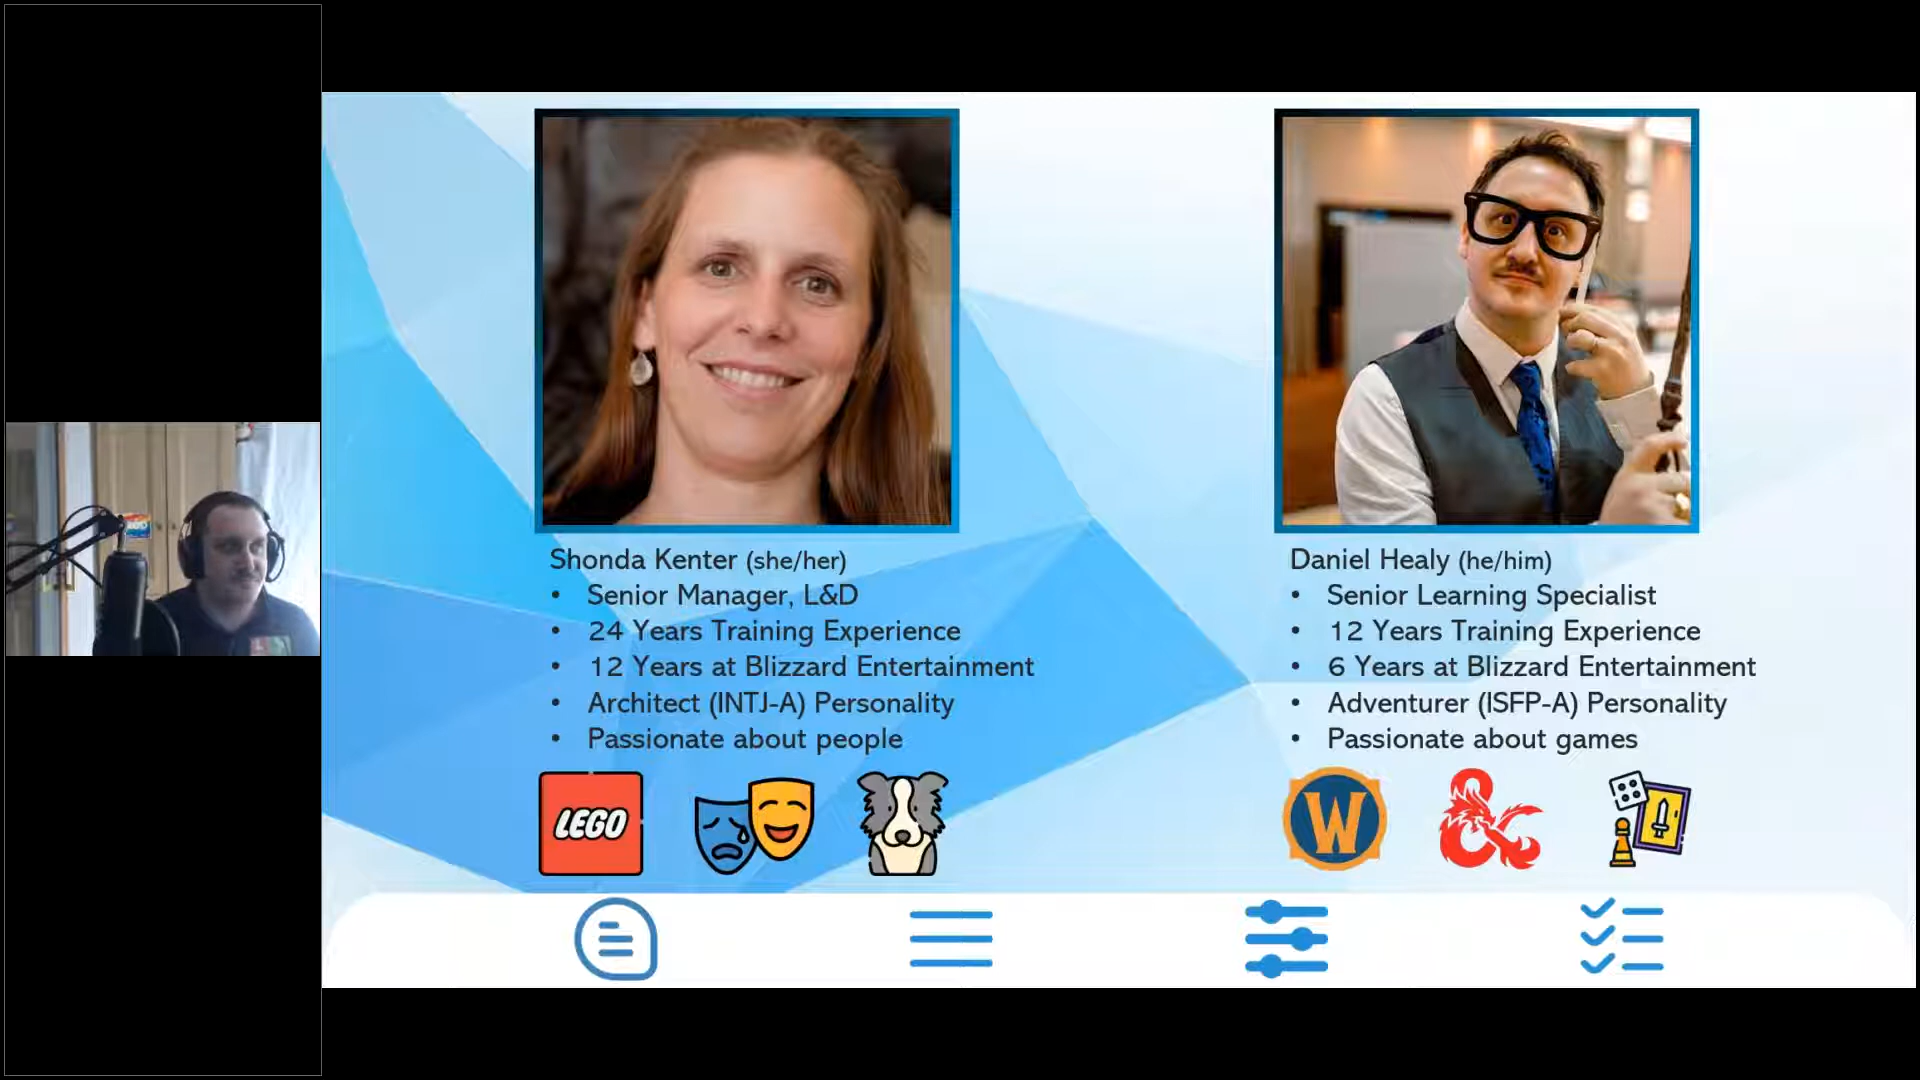 Shonda Kenter (she/her)
• Senior Manager, L&D
• 24 Years Training Experience
• 12 Years at Blizzard Entertainment
• Architect (INTJ-A) Personality
• Passionate about people
LEGO
Daniel Healy (he/him)
• Senior Learning Specialist
• 12 Years Training Experience
• 6 Years at Blizzard Entertainment
• Adventurer (ISFP-A) Personality
• Passionate about games
W
&